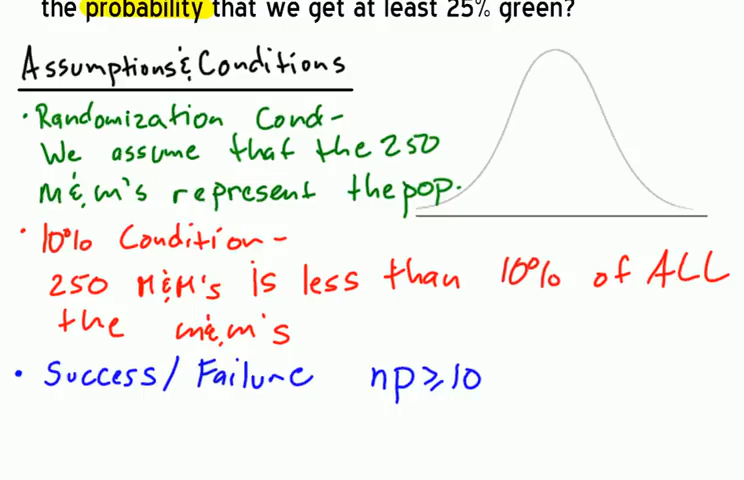 the probability that we get at least 25% green?
Assumptions & Conditions
• Randomization Cond-
We assume that the 250
M&M's represent the pop.
• 10% Condition -
250 M&M's is less than 10% of ALL
the m&m's
• Success/Failure np ≥ 10